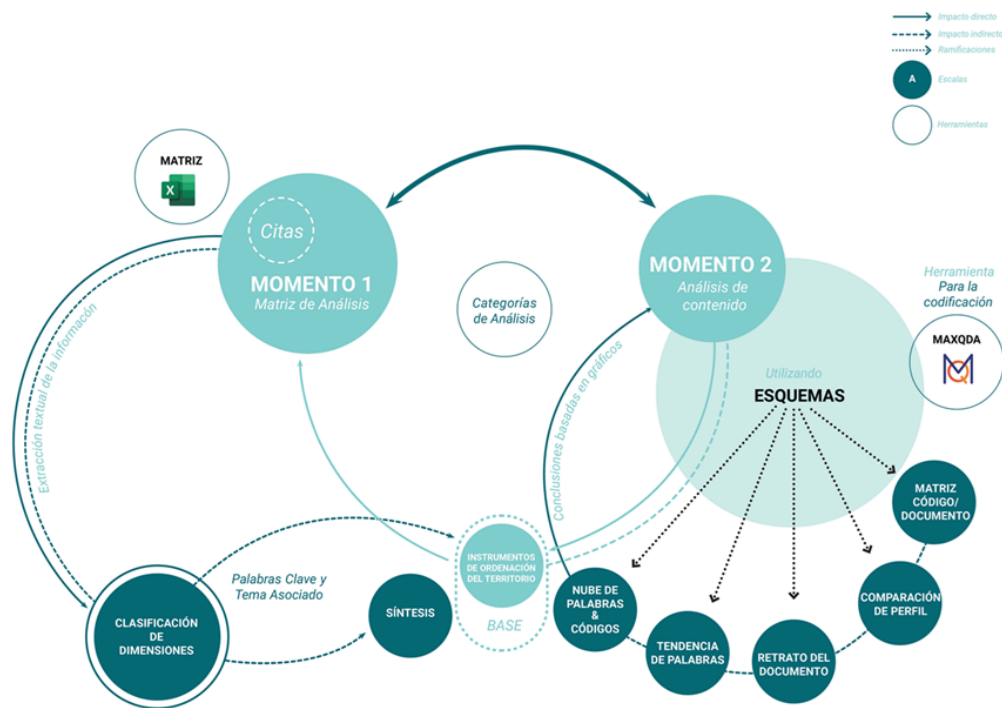 Impacto directo
Impacto indirecto
Ramificaciones
A
Escalas
Herramientas
MATRIZ
X
Citas
MOMENTO 1
Matriz de Análisis
MOMENTO 2
Análisis de
contenido
Categorías
de Análisis
Herramienta
Para la
codificación
MAXQDA
Utilizando
ESQUEMAS
Extracción textual de la informacón
Conclusiones basadas en gráficos
MATRIZ
CÓDIGO/
DOCUMENTO
COMPARACIÓN
DE PERFIL
RETRATO DEL
DOCUMENTO
TENDENCIA
DE PALABRAS
NUBE DE
PALABRAS
&
CÓDIGOS
INSTRUMENTOS
DE ORDENACIÓN
DEL TERRITORIO
BASE
SÍNTESIS
Palabras Clave y
Tema Asociado
CLASIFICACIÓN
DE
DIMENSIONES